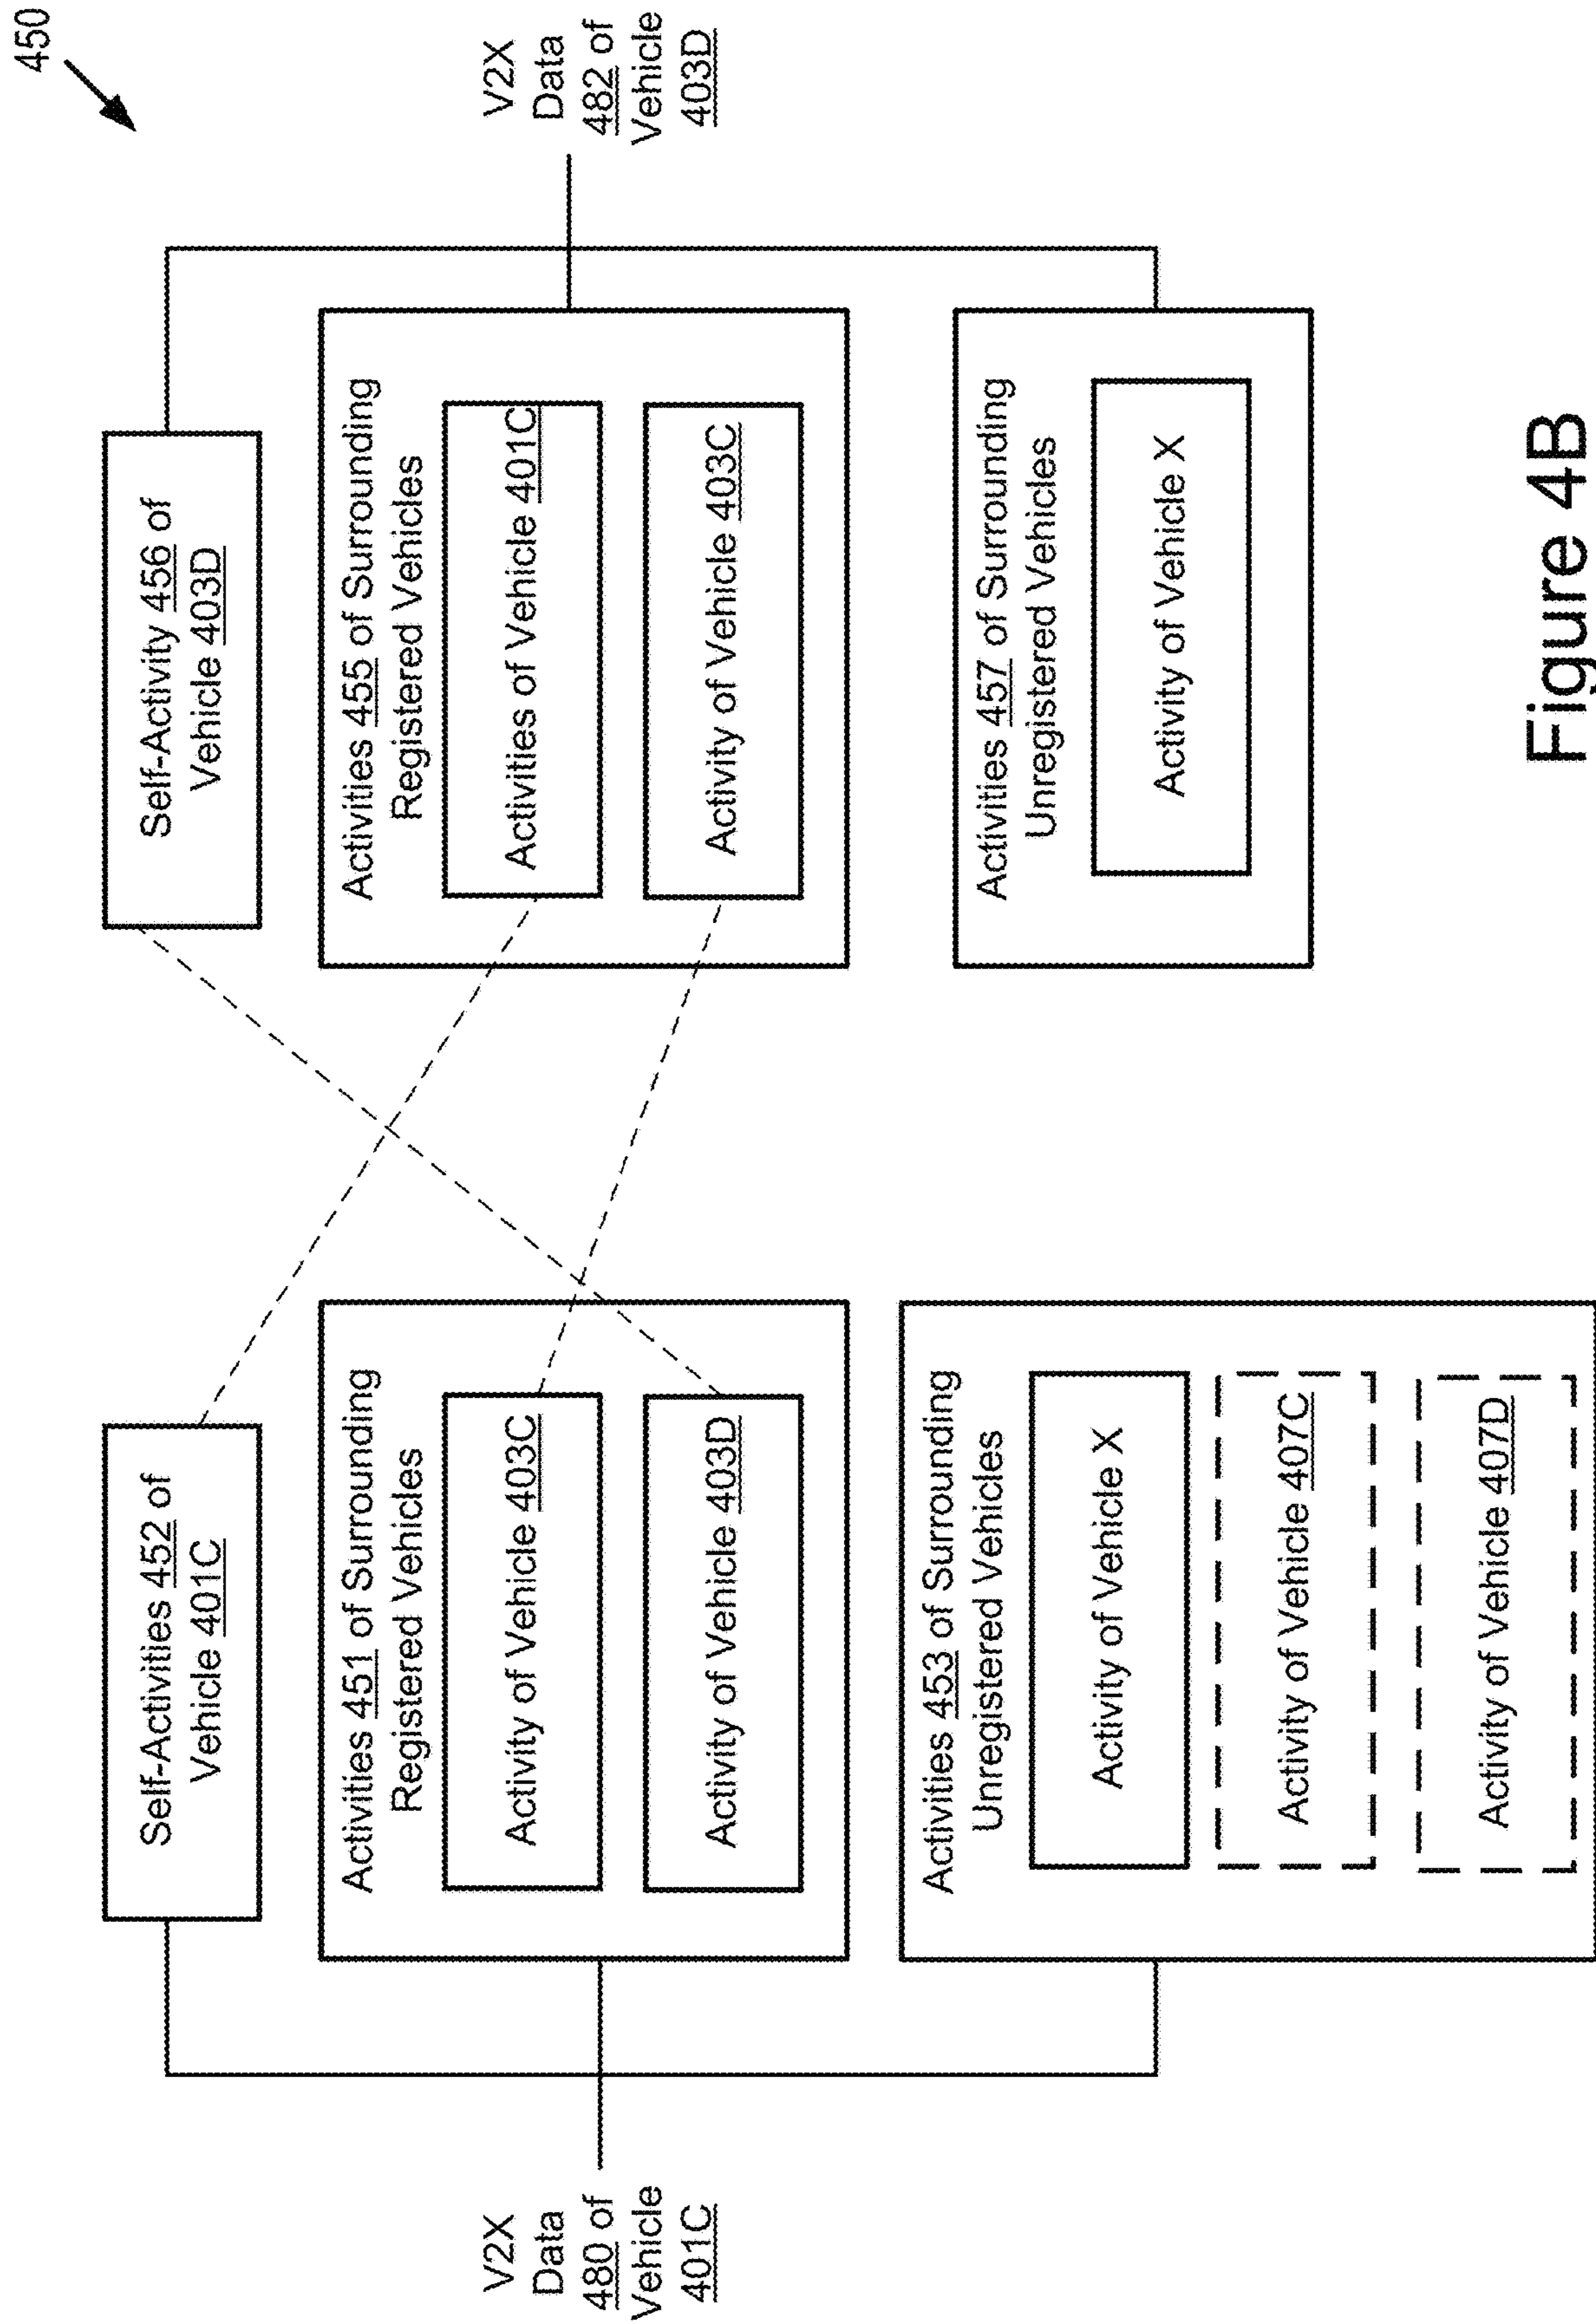 450
V2X
Data
480 of
Vehicle
401C
Self-Activities 452 of
Vehicle 401C
Activities 451 of Surrounding
Registered Vehicles
Activity of Vehicle 403C
Activity of Vehicle 403D
Activities 453 of Surrounding
Unregistered Vehicles
Activity of Vehicle X
Activity of Vehicle 407C
Activity of Vehicle 407D
Self-Activity 456 of
Vehicle 403D
Activities 455 of Surrounding
Registered Vehicles
Activities of Vehicle 401C
Activity of Vehicle 403C
Activities 457 of Surrounding
Unregistered Vehicles
Activity of Vehicle X
V2X
Data
482 of
Vehicle
403D
Figure 4B